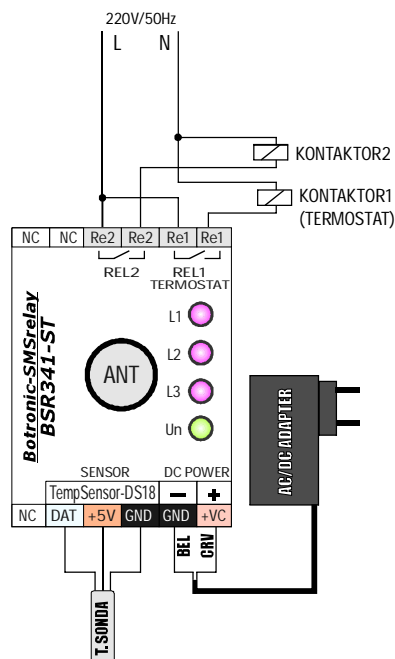 220V/50Hz
L N
KONTAKTOR2
KONTAKTOR1
(TERMOSTAT)
NC NC Re2 Re2 Re1 Re1
REL2 REL1
TERMOSTAT
L1
L2
L3
Un
ANT
Botronic-SMSrelay
BSR341-ST
AC/DC ADAPTER
SENSOR DC POWER
TempSensor-DS18 − +
NC DAT +5V GND GND +VC
BEL CRV
T.SONDA